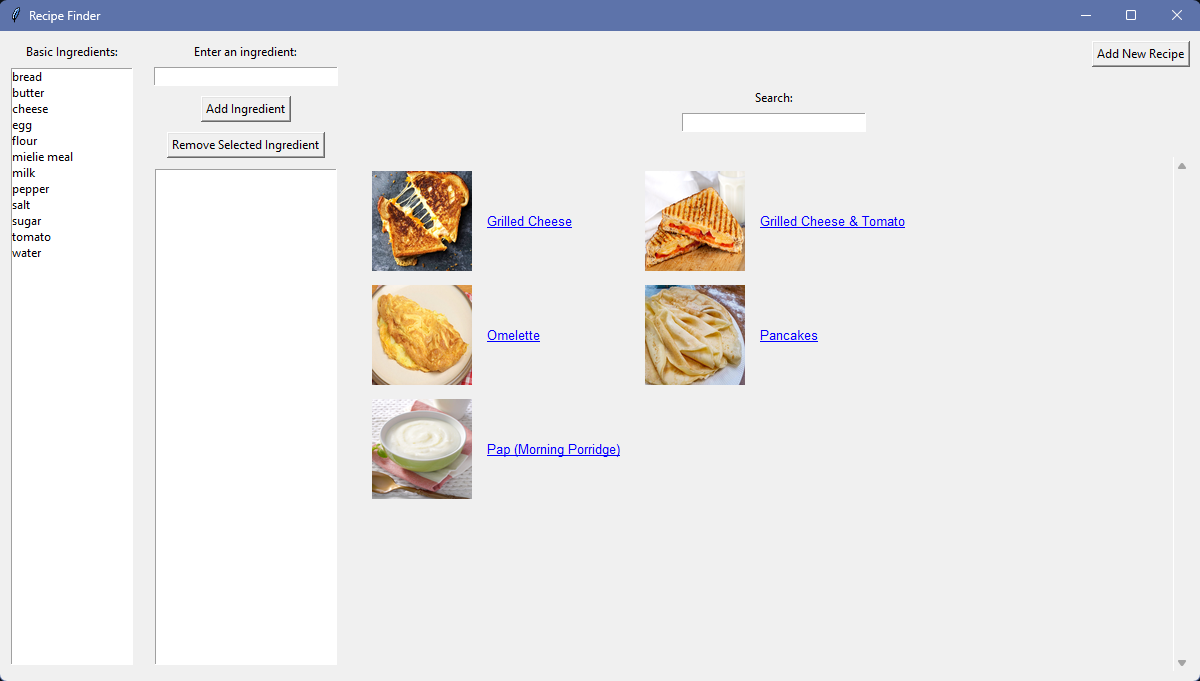 Recipe Finder
Basic Ingredients:
bread
butter
cheese
egg
flour
mielie meal
milk
pepper
salt
sugar
tomato
water
Enter an ingredient:
Add Ingredient
Remove Selected Ingredient
Add New Recipe
Search:
Grilled Cheese
Grilled Cheese & Tomato
Omelette
Pancakes
Pap (Morning Porridge)